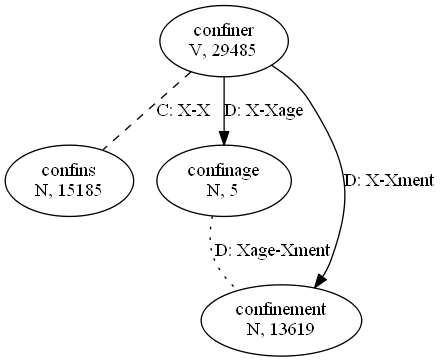 confiner
V, 29485
C: X-X
D: X-Xage
confins
N, 15185
confinage
N, 5
D: X-Xment
D: Xage-Xment
confinement
N, 13619